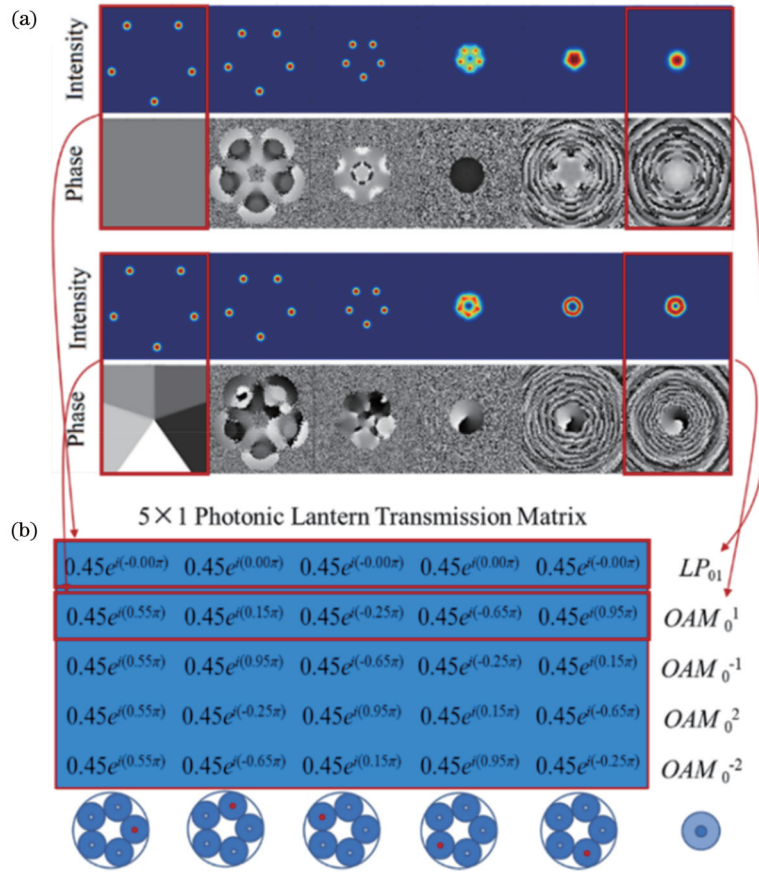 (a)
Intensity
Phase
Intensity
Phase
5×1 Photonic Lantern Transmission Matrix
(b)
0.45e^{i(-0.00π)} 0.45e^{i(0.00π)} 0.45e^{i(-0.00π)} 0.45e^{i(0.00π)} 0.45e^{i(-0.00π)} LP₀₁
0.45e^{i(0.55π)} 0.45e^{i(0.15π)} 0.45e^{i(-0.25π)} 0.45e^{i(-0.65π)} 0.45e^{i(0.95π)} OAM₀¹
0.45e^{i(0.55π)} 0.45e^{i(0.95π)} 0.45e^{i(-0.65π)} 0.45e^{i(-0.25π)} 0.45e^{i(0.15π)} OAM₀⁻¹
0.45e^{i(0.55π)} 0.45e^{i(-0.25π)} 0.45e^{i(0.95π)} 0.45e^{i(0.15π)} 0.45e^{i(-0.65π)} OAM₀²
0.45e^{i(0.55π)} 0.45e^{i(-0.65π)} 0.45e^{i(0.15π)} 0.45e^{i(0.95π)} 0.45e^{i(-0.25π)} OAM₀⁻²